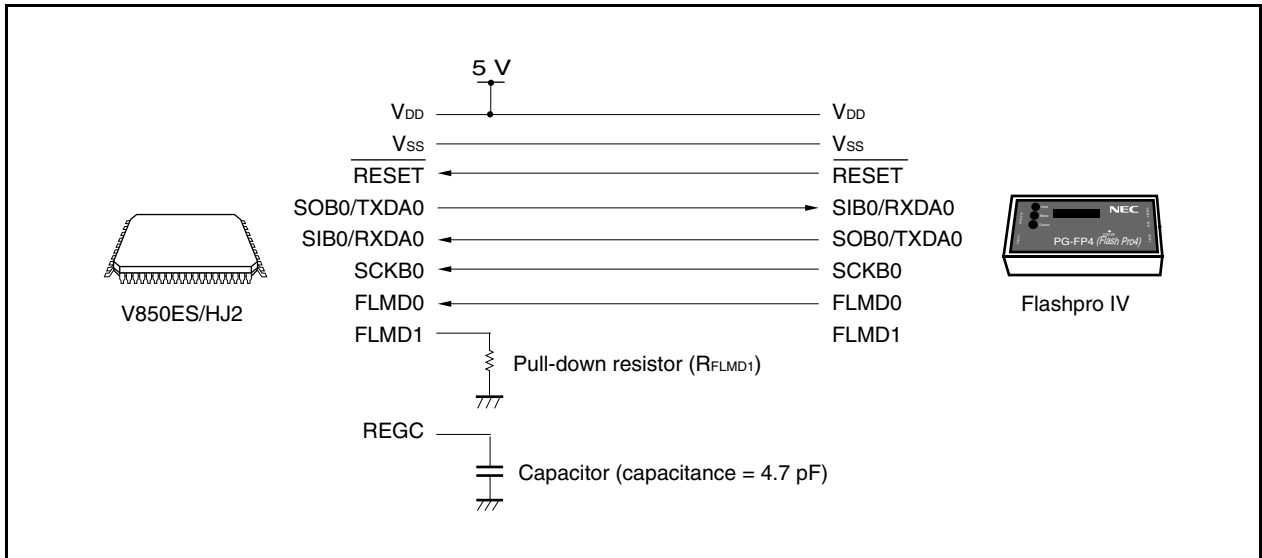 5 V
VDD VDD
VSS VSS
RESET RESET
SOB0/TXDA0 SIB0/RXDA0
SIB0/RXDA0 SOB0/TXDA0
SCKB0 SCKB0
FLMD0 FLMD0
FLMD1 FLMD1
V850ES/HJ2
NEC
PG-FP4 (Flash Pro4)
Flashpro IV
Pull-down resistor (RFLMD1)
REGC
Capacitor (capacitance = 4.7 pF)